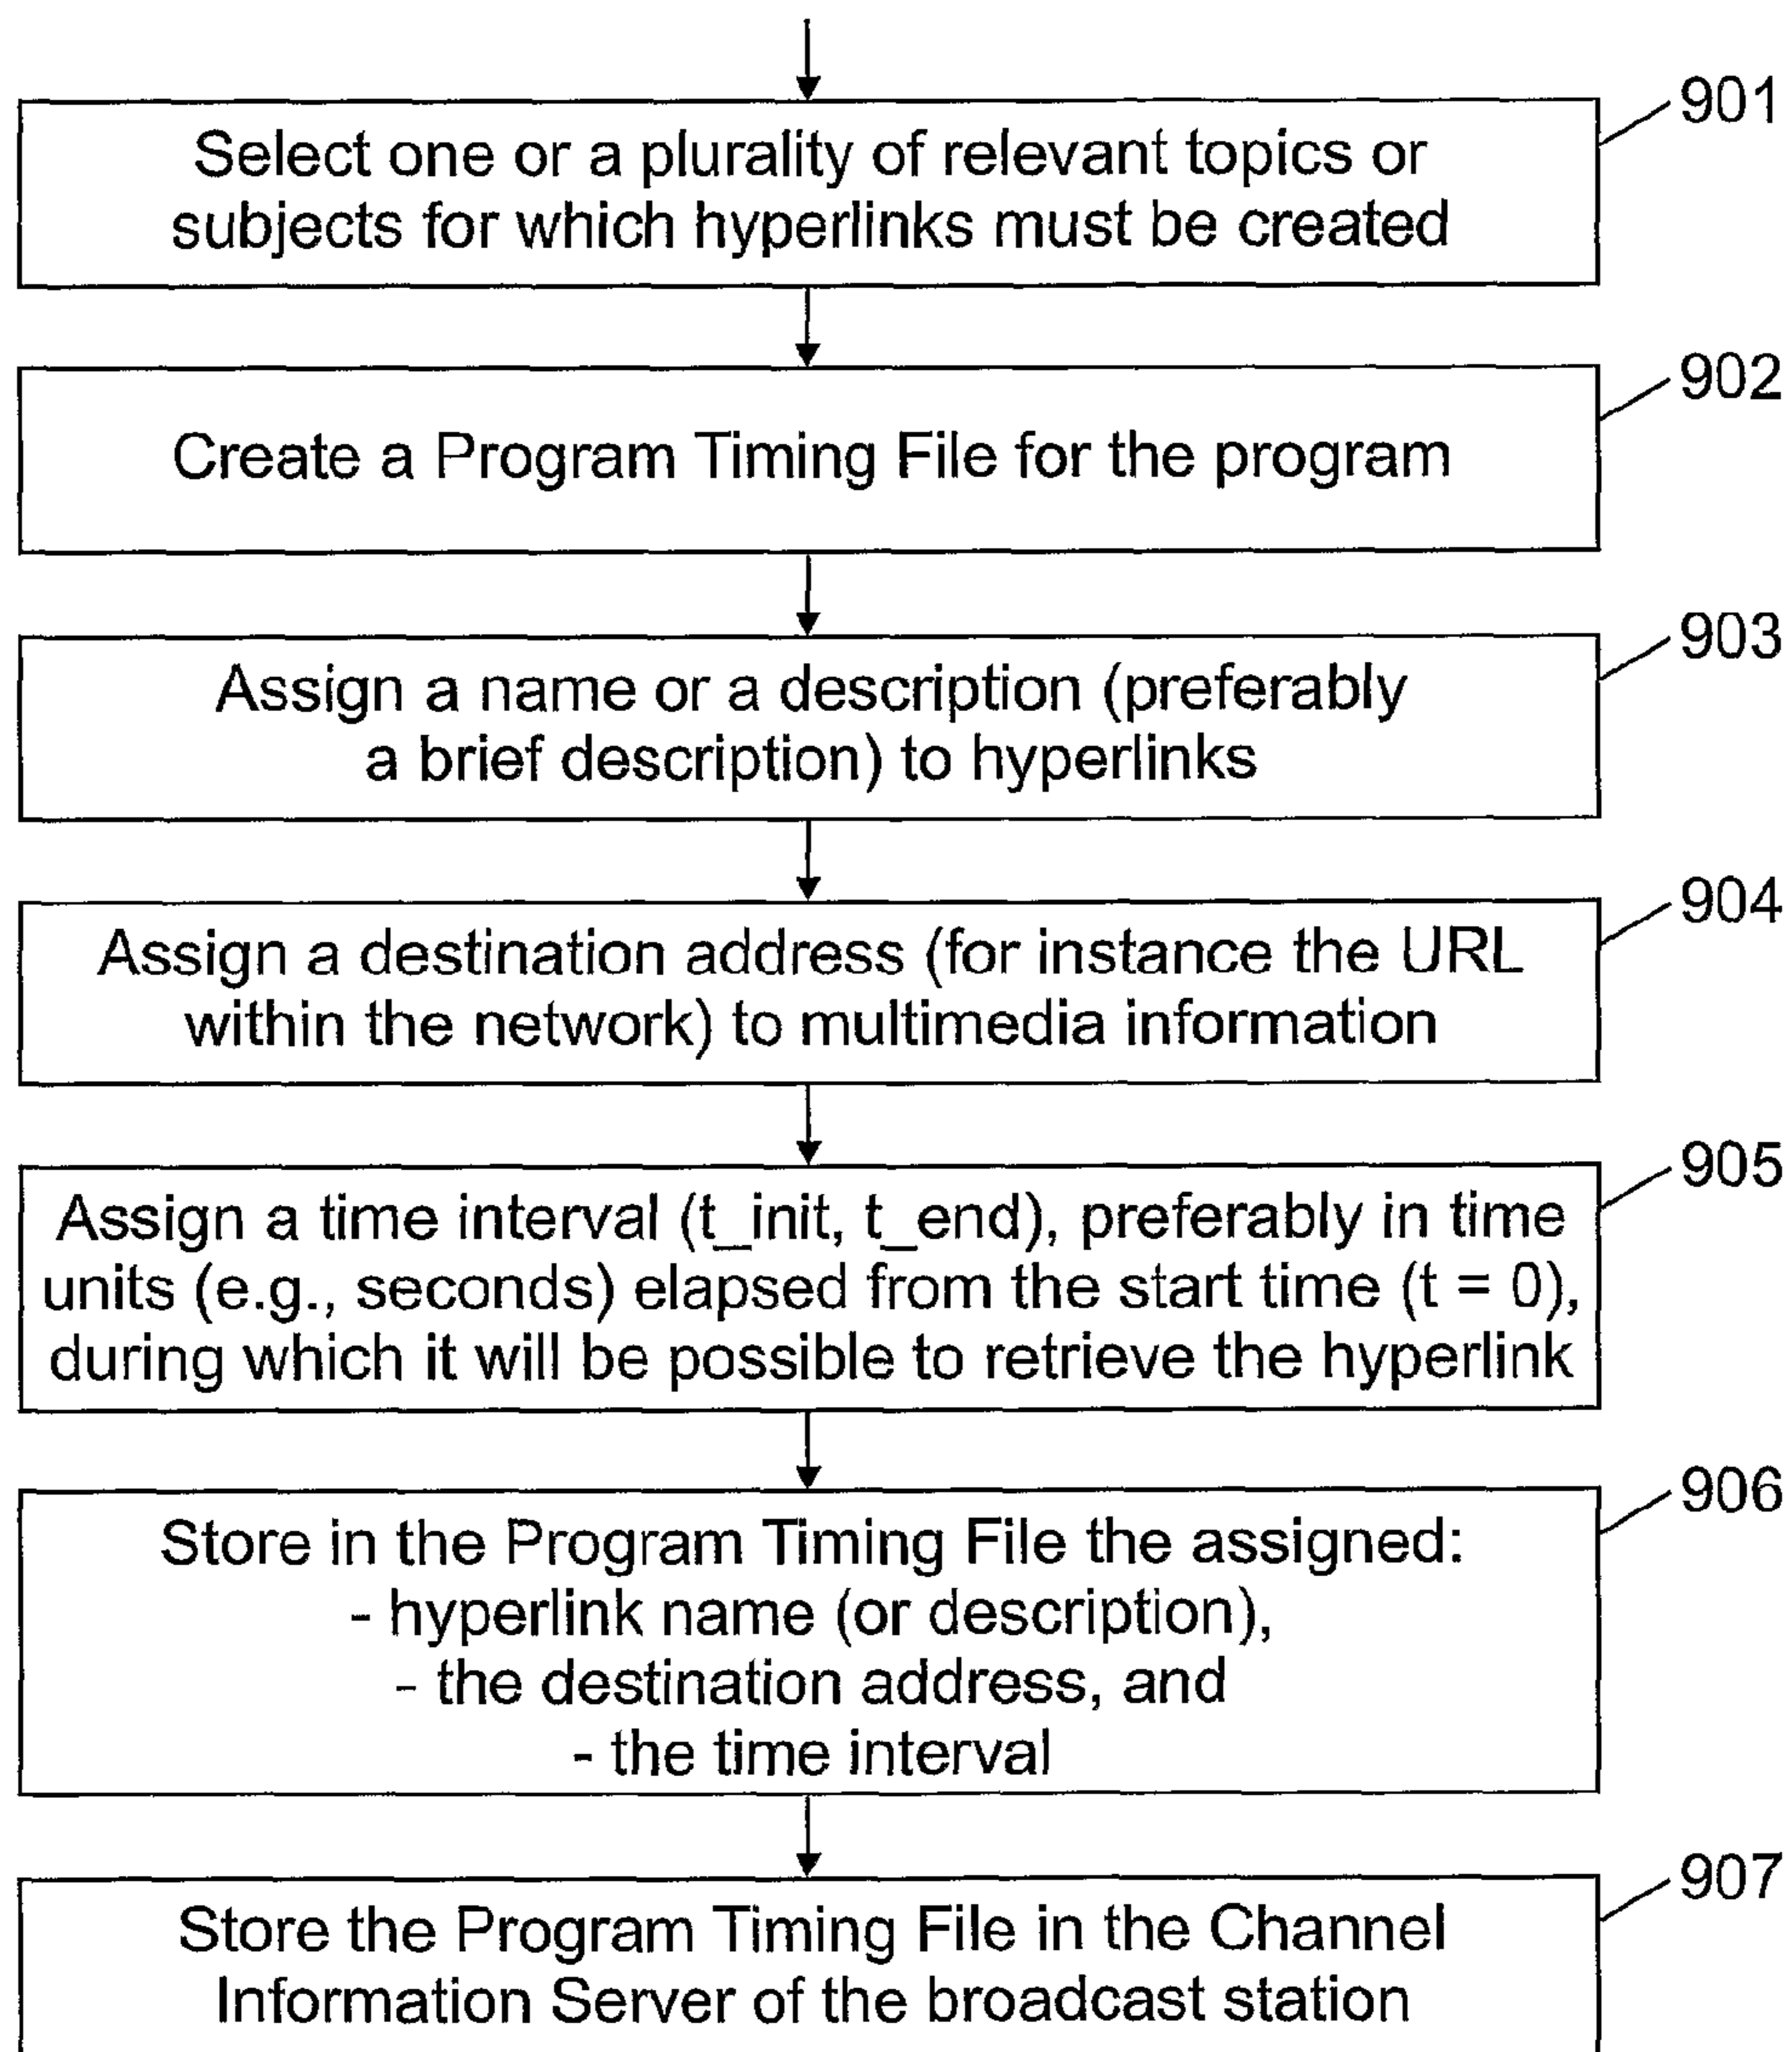 901
Select one or a plurality of relevant topics or
subjects for which hyperlinks must be created
902
Create a Program Timing File for the program
903
Assign a name or a description (preferably
a brief description) to hyperlinks
904
Assign a destination address (for instance the URL
within the network) to multimedia information
905
Assign a time interval (t_init, t_end), preferably in time
units (e.g., seconds) elapsed from the start time (t = 0),
during which it will be possible to retrieve the hyperlink
906
Store in the Program Timing File the assigned:
- hyperlink name (or description),
- the destination address, and
- the time interval
907
Store the Program Timing File in the Channel
Information Server of the broadcast station